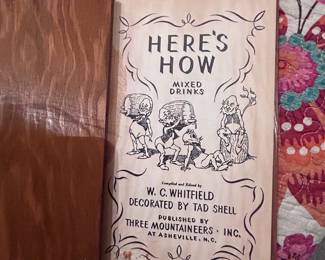 HERE'S
HOW
MIXED
DRINKS
Compiled and Edited by
W. C. WHITFIELD
DECORATED BY TAD SHELL
PUBLISHED BY
THREE MOUNTAINEERS · INC.
AT ASHEVILLE, N.C.